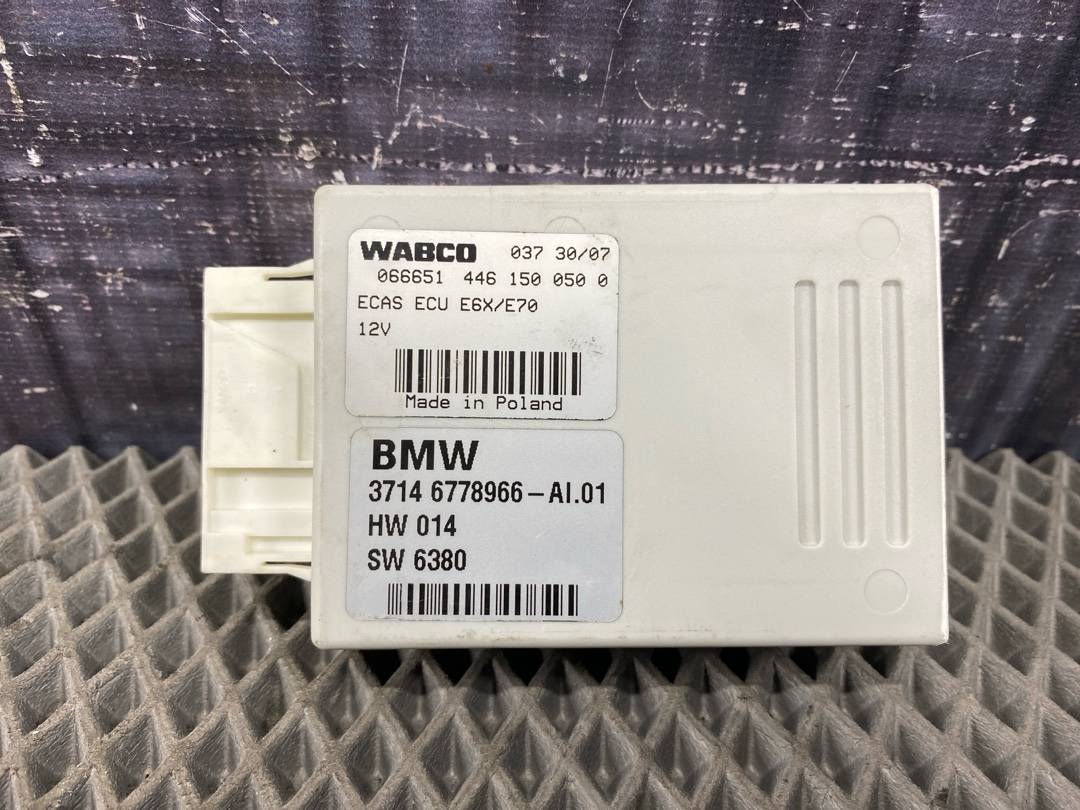 WABCO 037 30/07
066651 446 150 050 0
ECAS ECU E6X/E70
12V
Made in Poland
BMW
3714 6778966-AI.01
HW 014
SW 6380